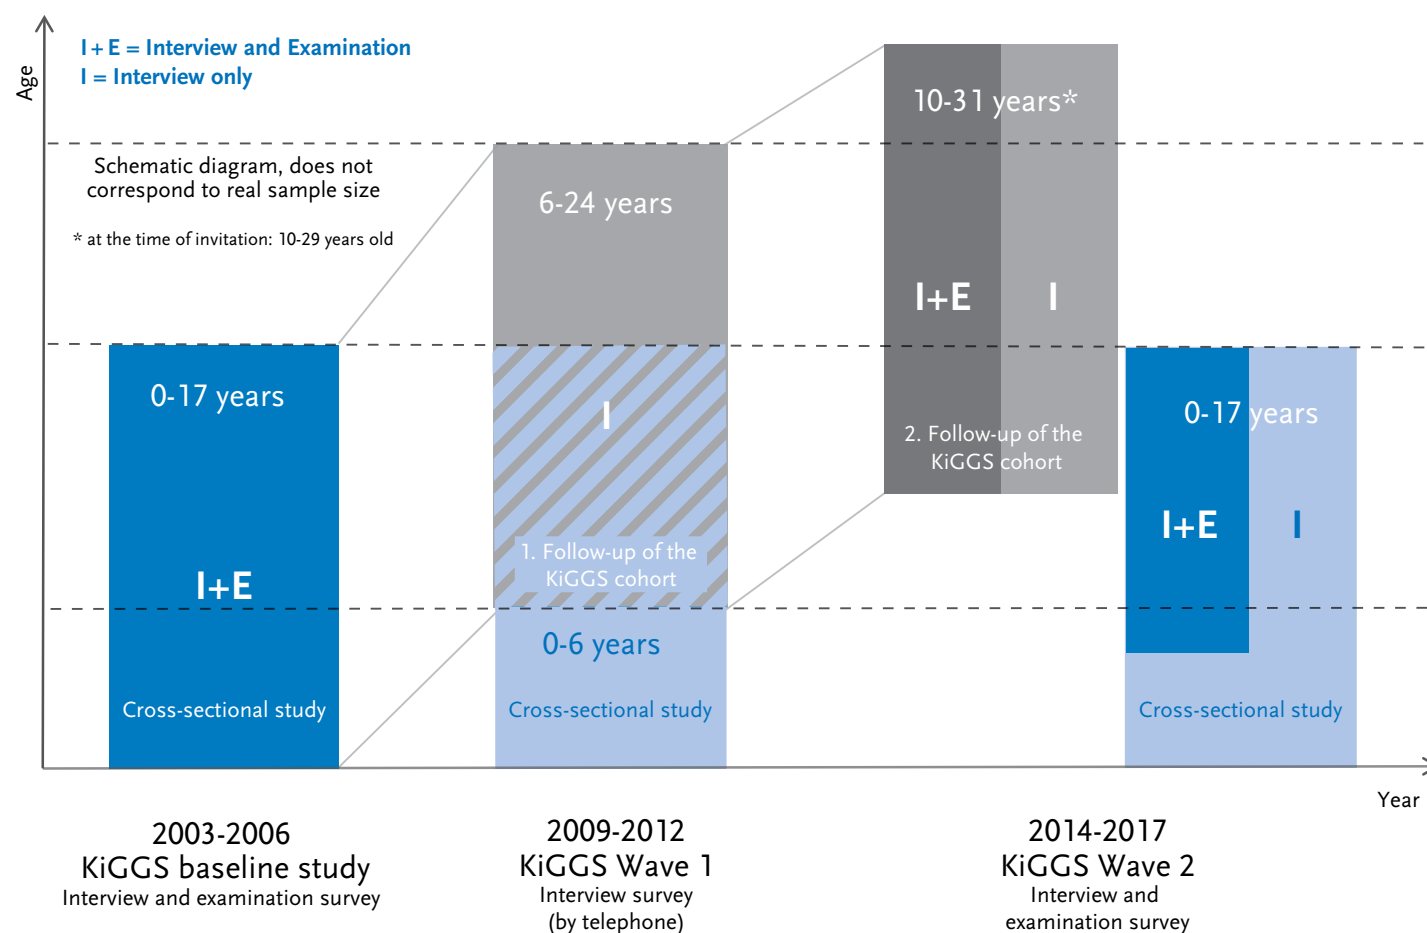 Age
I+E = Interview and Examination
I = Interview only
Schematic diagram, does not
correspond to real sample size
* at the time of invitation: 10-29 years old
0-17 years
I+E
Cross-sectional study
6-24 years
I
1. Follow-up of the
KiGGS cohort
0-6 years
Cross-sectional study
10-31 years*
I+E
I
2. Follow-up of the
KiGGS cohort
0-17 years
I+E
I
Cross-sectional study
Year
2003-2006
KiGGS baseline study
Interview and examination survey
2009-2012
KiGGS Wave 1
Interview survey
(by telephone)
2014-2017
KiGGS Wave 2
Interview and
examination survey